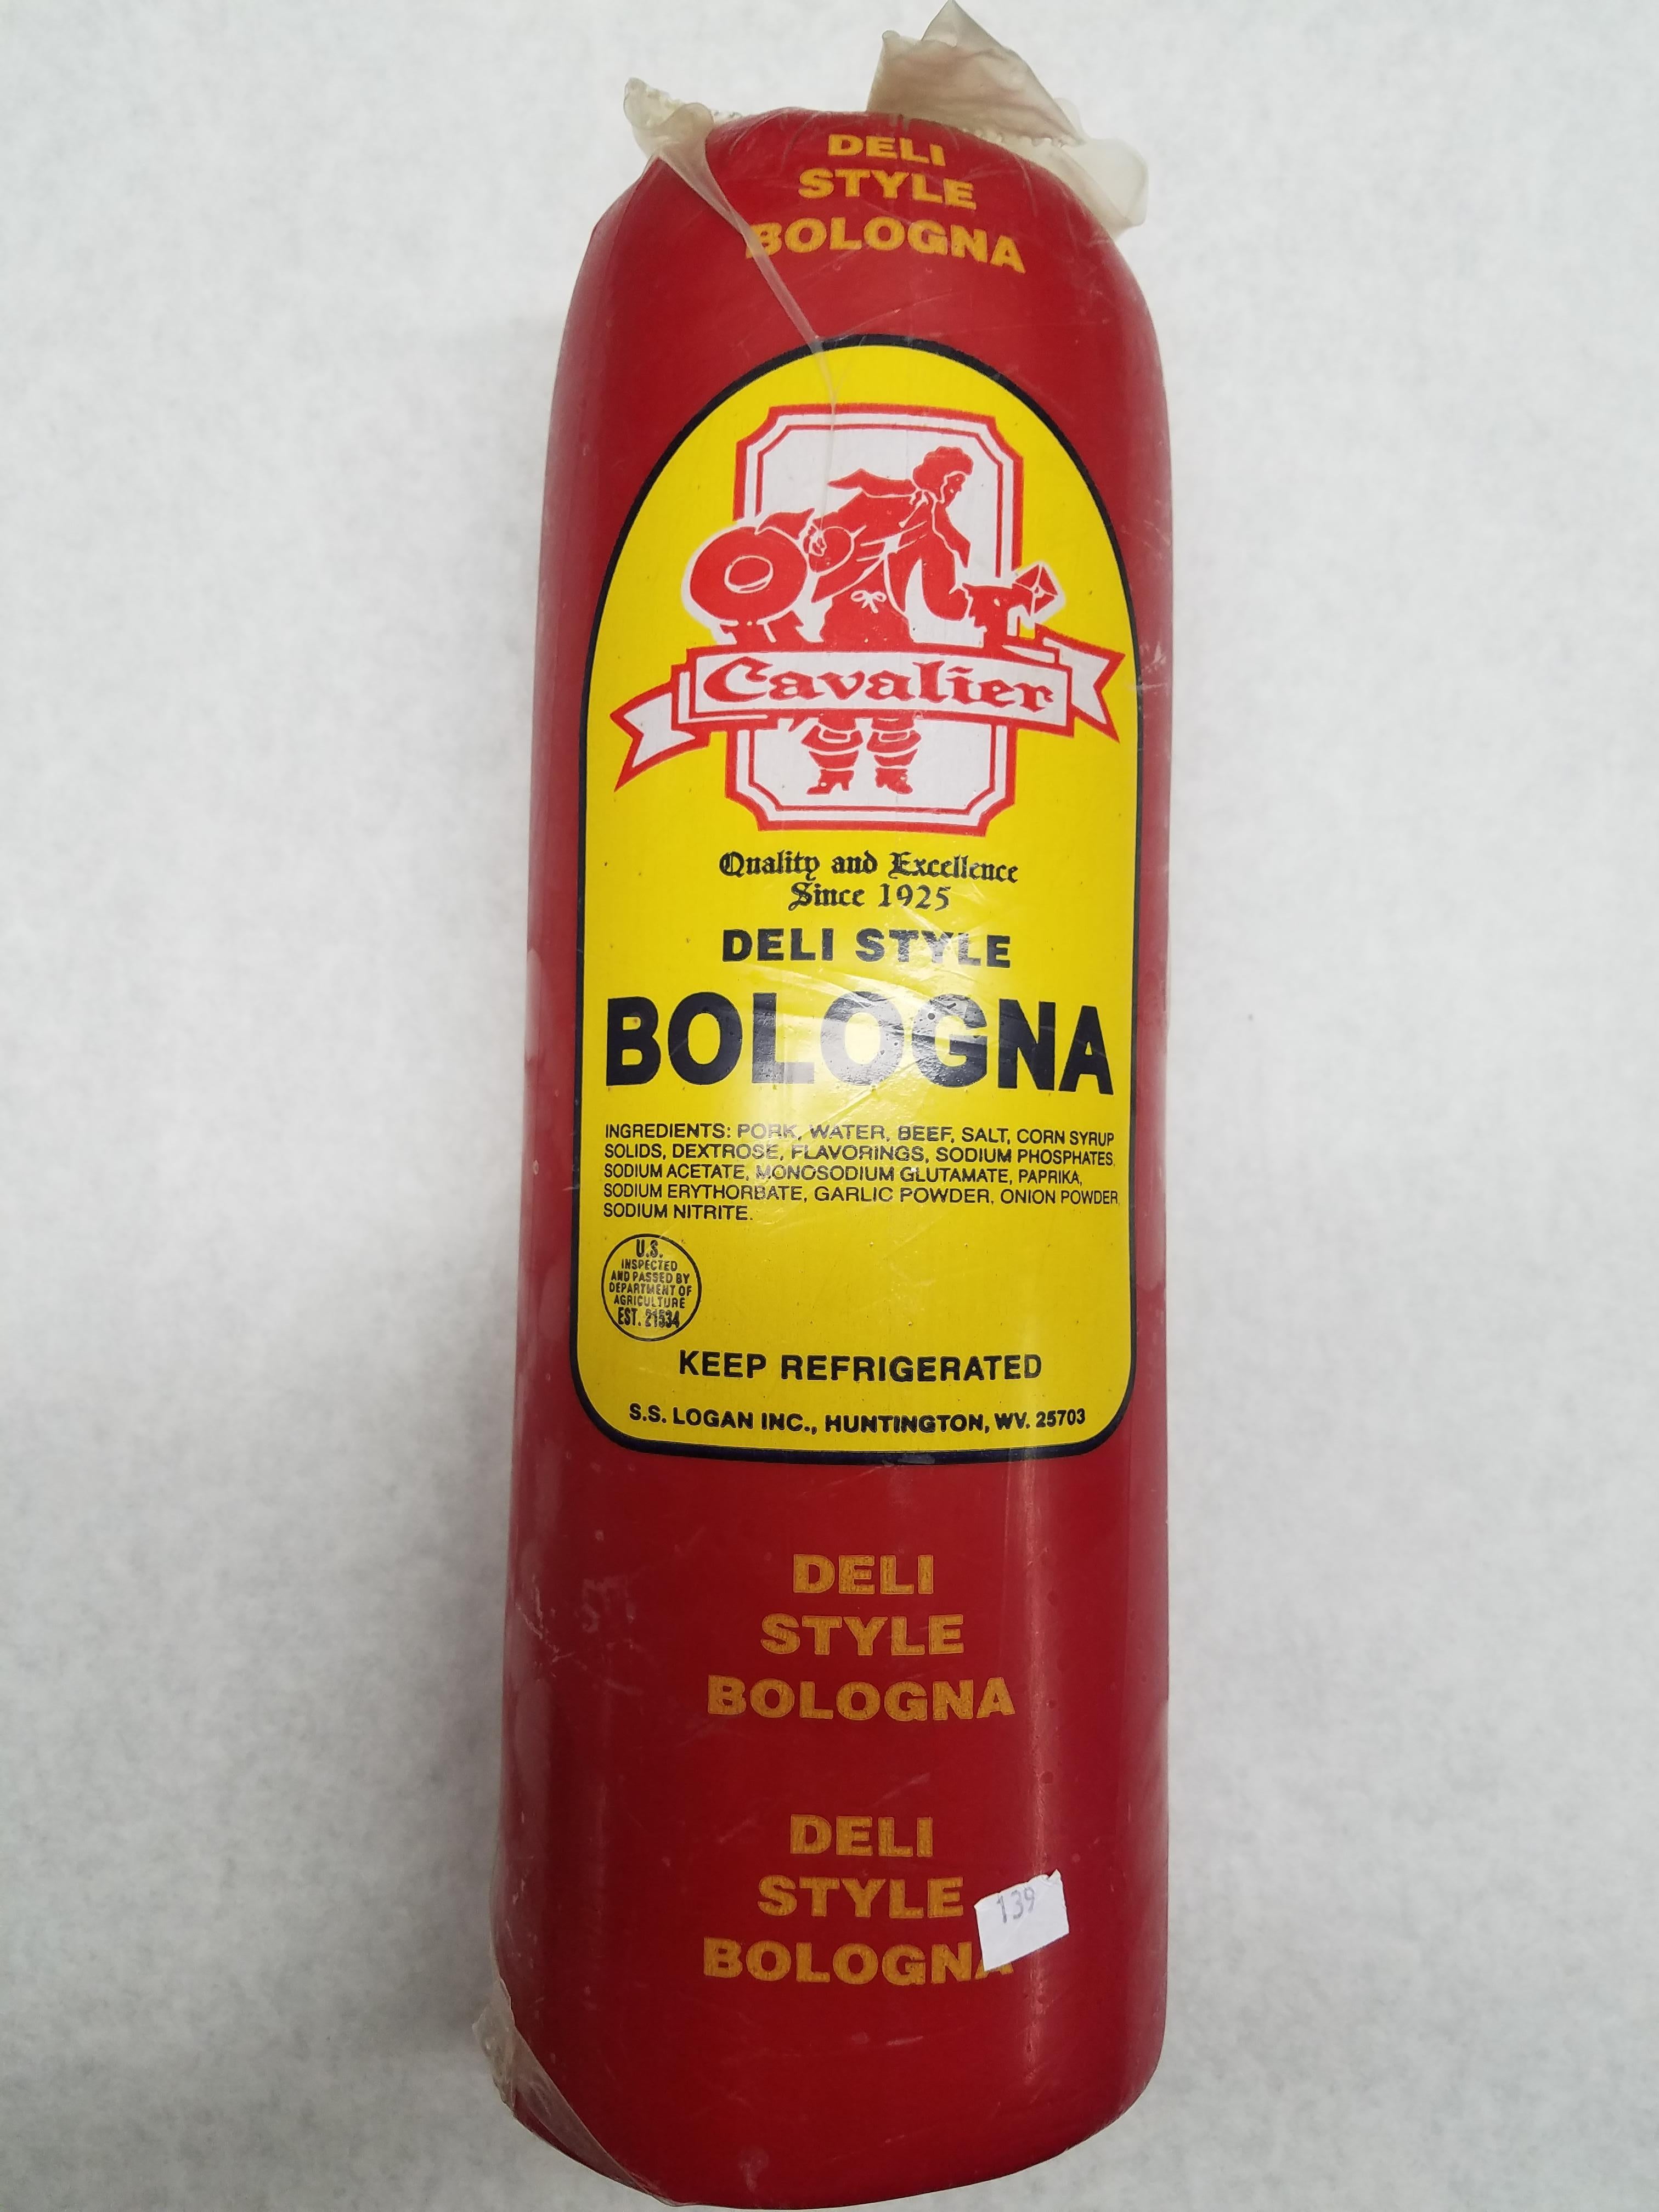 DELI
STYLE
BOLOGNA
Cavalier
Quality and Excellence
Since 1925
DELI STYLE
BOLOGNA
INGREDIENTS: PORK, WATER, BEEF, SALT, CORN SYRUP
SOLIDS, DEXTROSE, FLAVORINGS, SODIUM PHOSPHATES,
SODIUM ACETATE, MONOSODIUM GLUTAMATE, PAPRIKA,
SODIUM ERYTHORBATE, GARLIC POWDER, ONION POWDER,
SODIUM NITRITE.
U.S.
INSPECTED
AND PASSED BY
DEPARTMENT OF
AGRICULTURE
EST. 21534
KEEP REFRIGERATED
S.S. LOGAN INC., HUNTINGTON, WV. 25703
DELI
STYLE
BOLOGNA
DELI
STYLE
BOLOGNA
139